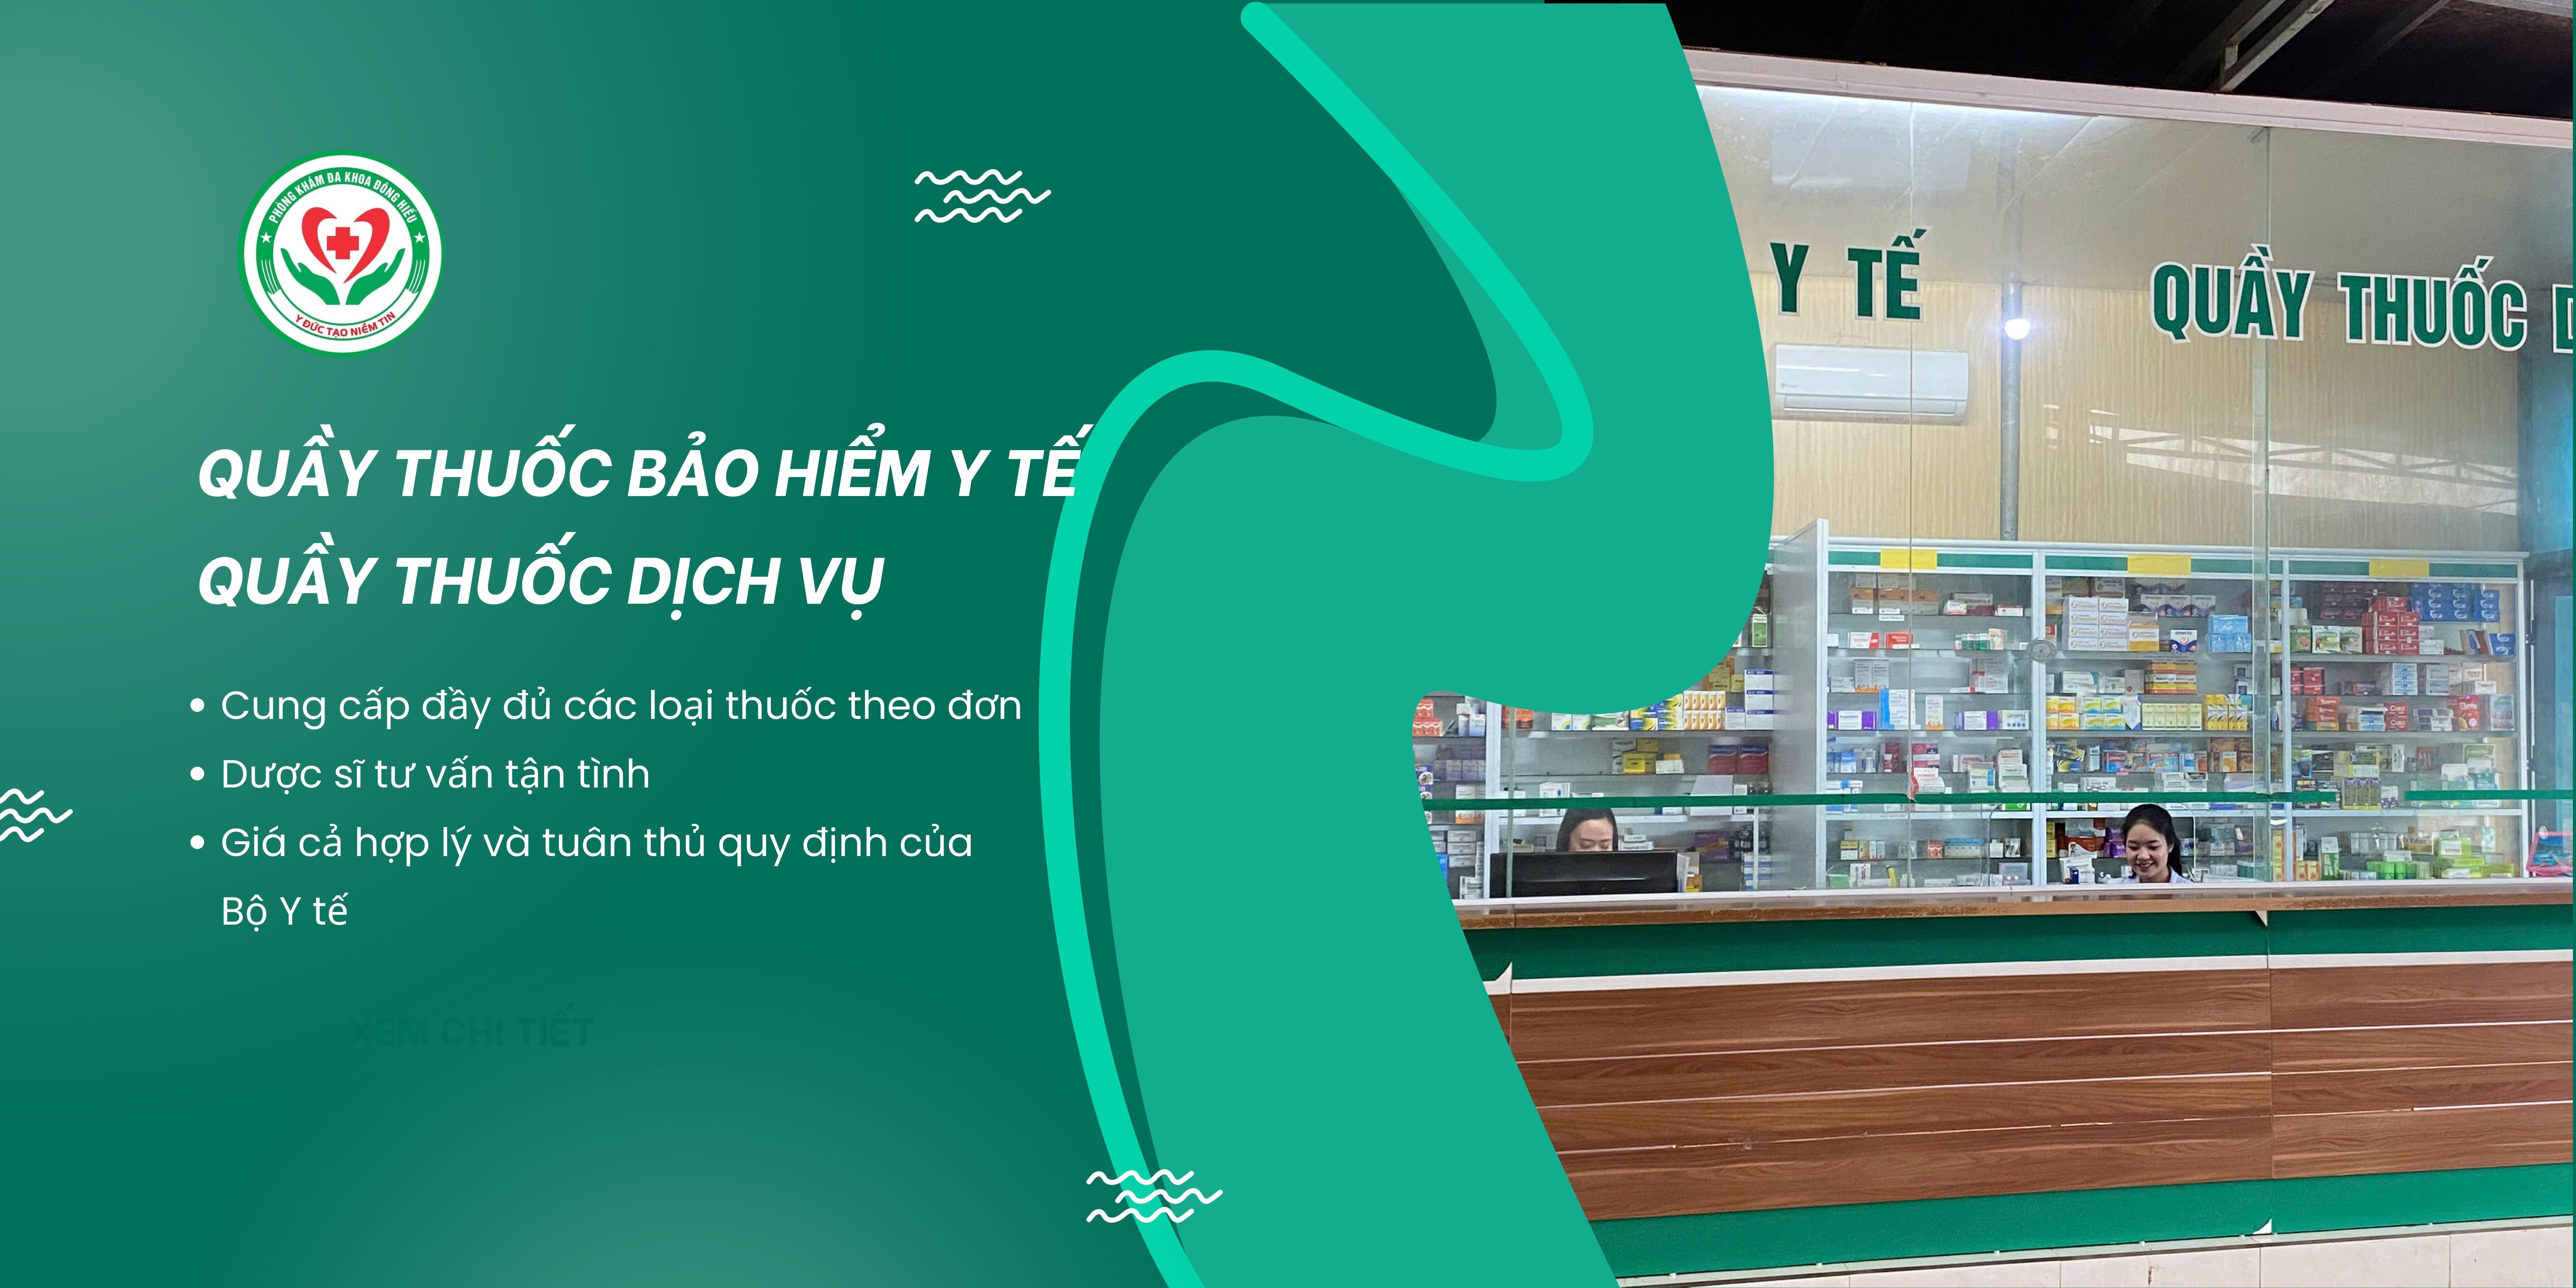 PHÒNG KHÁM ĐA KHOA ĐÔNG HIẾU
Y ĐỨC TẠO NIỀM TIN
QUẦY THUỐC BẢO HIỂM Y TẾ
QUẦY THUỐC DỊCH VỤ
• Cung cấp đầy đủ các loại thuốc theo đơn
• Dược sĩ tư vấn tận tình
• Giá cả hợp lý và tuân thủ quy định của
Bộ Y tế
XEM CHI TIẾT
Y TẾ
QUẦY THUỐC D